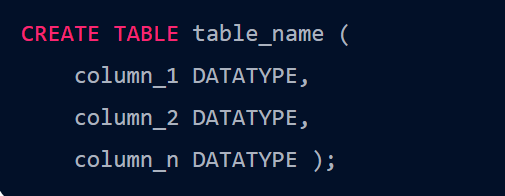 CREATE TABLE table_name (
    column_1 DATATYPE,
    column_2 DATATYPE,
    column_n DATATYPE );